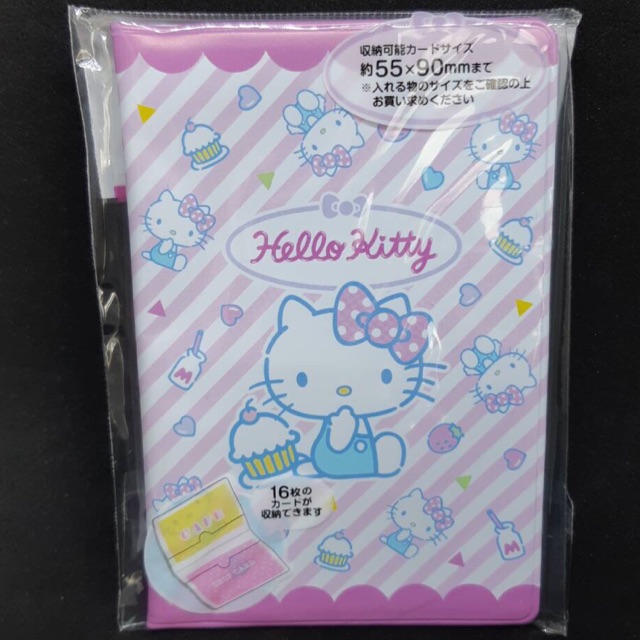 収納可能カードサイズ
約55×90mmまで
※入れる物のサイズをご確認の上
お買い求めください
Hello Kitty
M
16枚の
カードが
収納できます
CAFE
M